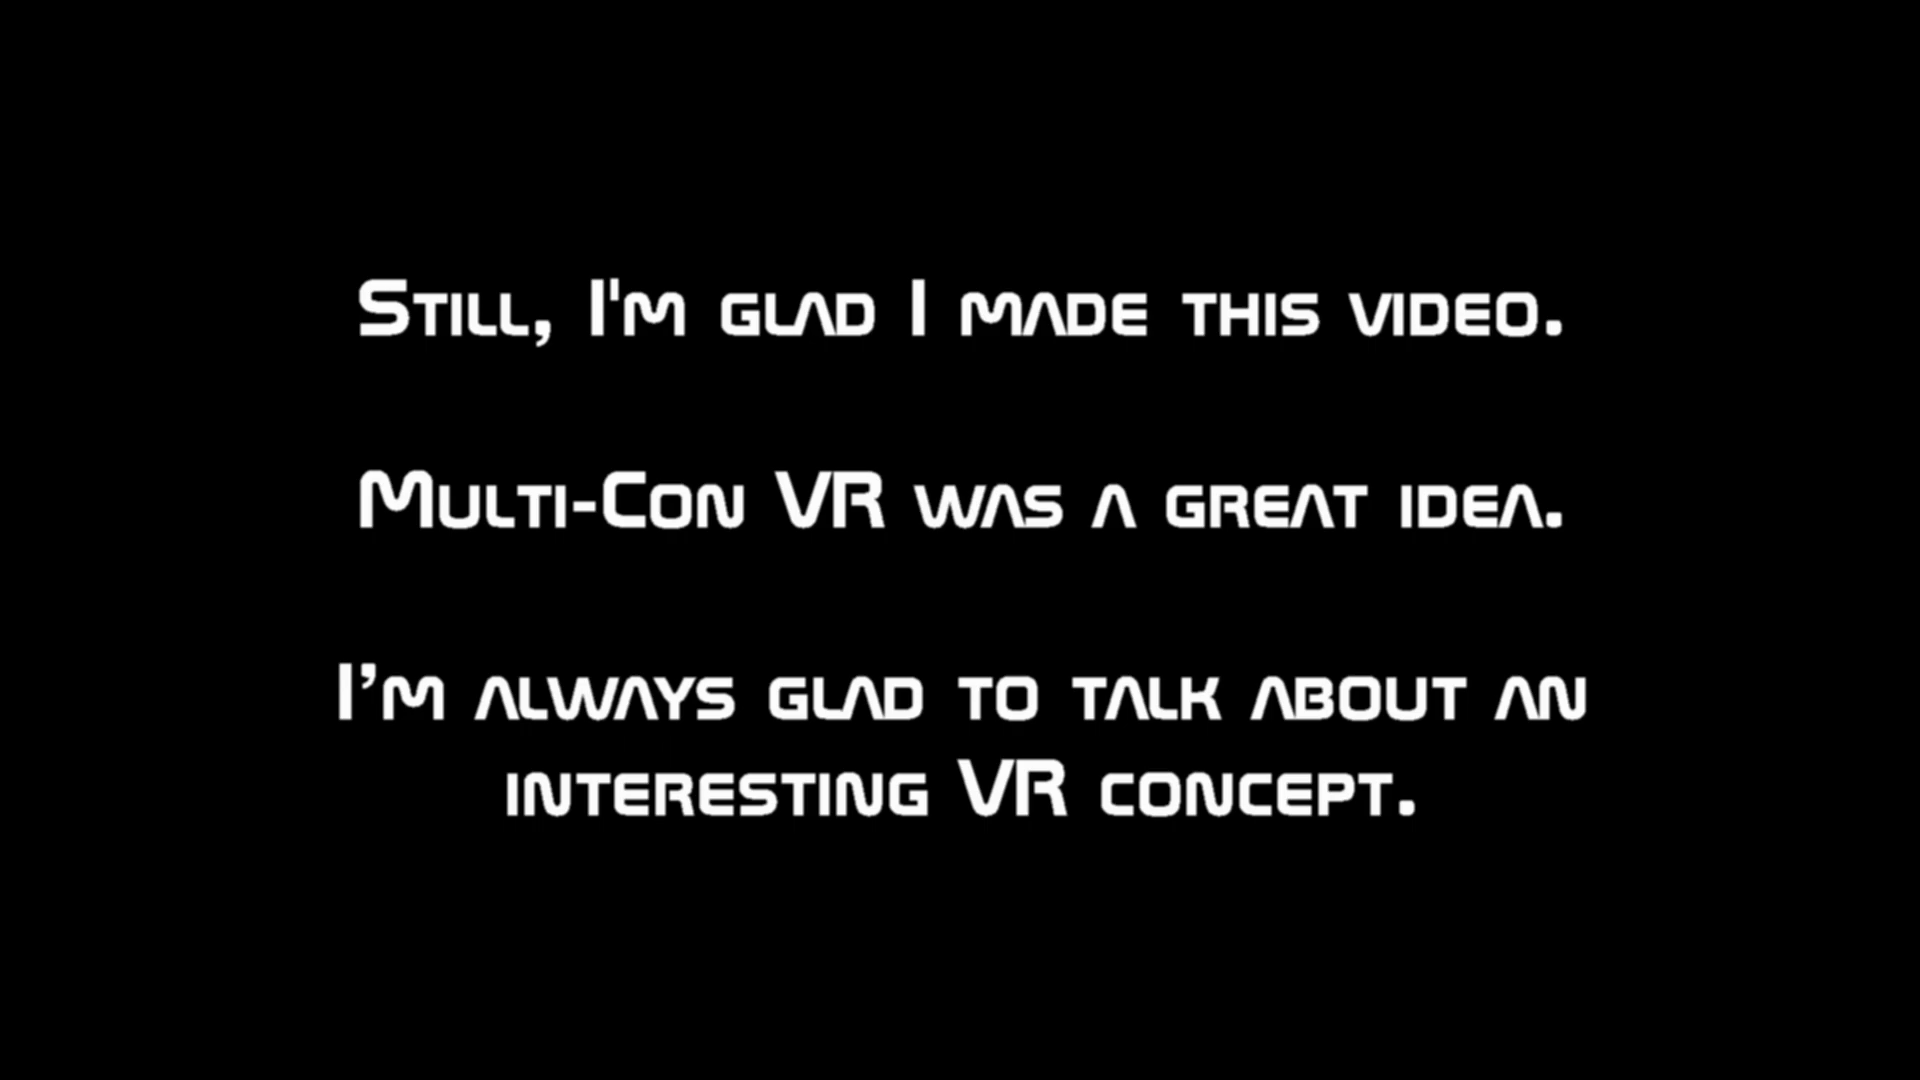 Still, I'm glad I made this video.
Multi-Con VR was a great idea.
I’m always glad to talk about an
interesting VR concept.